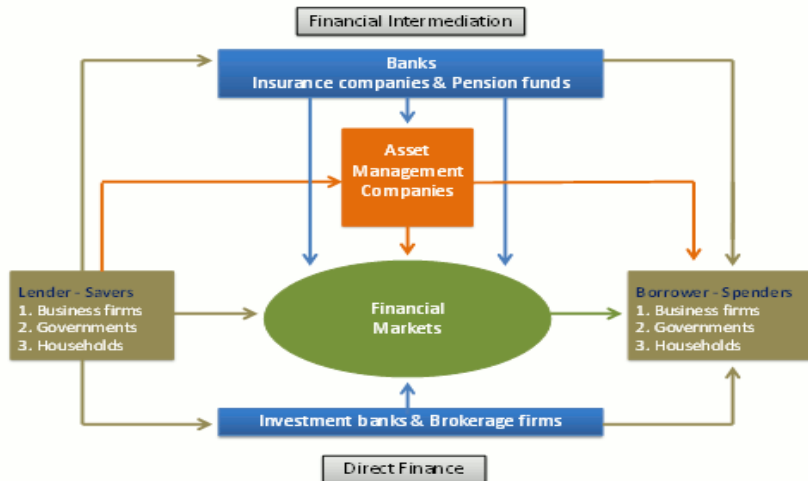 Financial Intermediation
Banks
Insurance companies & Pension funds
Asset
Management
Companies
Lender - Savers
1. Business firms
2. Governments
3. Households
Financial
Markets
Borrower - Spenders
1. Business firms
2. Governments
3. Households
Investment banks & Brokerage firms
Direct Finance